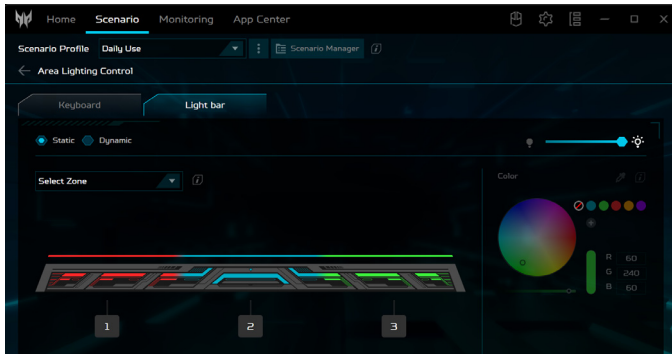 Home Scenario Monitoring App Center
Scenario Profile Daily Use Scenario Manager
Area Lighting Control
Keyboard Light bar
Static Dynamic
Select Zone
Color
R 60
G 240
B 60
1 2 3